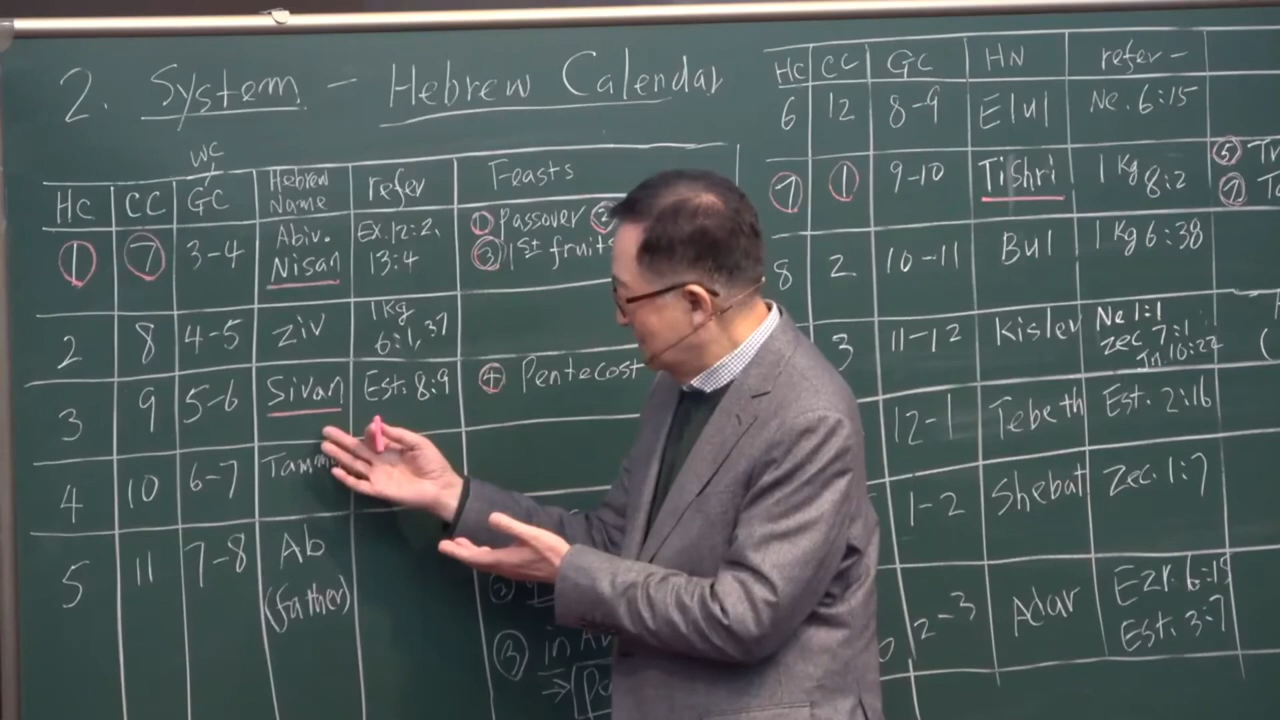 2. System - Hebrew Calendar
WC
HC CC GC Hebrew Name refer Feasts
① ⑦ 3-4 Abiv. Nisan Ex. 12:2, 13:4 ① Passover ② ③ 1st fruits
2 8 4-5 Ziv 1Kg 6:1, 37
3 9 5-6 Sivan Est. 8:9 ④ Pentecost
4 10 6-7
5 11 7-8 Ab (father)
③ in
HC CC GC HN refer-
6 12 8-9 Elul Ne. 6:15
⑦ ① 9-10 Tishri 1 Kg 8:2 ⑤
8 2 10-11 Bul 1 Kg 6:38
3 11-12 Kislev Ne 1:1 Zec 7:1 Jn. 10:22
12-1 Tebeth Est. 2:16
1-2 Shebat Zec. 1:7
2-3 Adar Ezr. 6:15 Est. 3:7